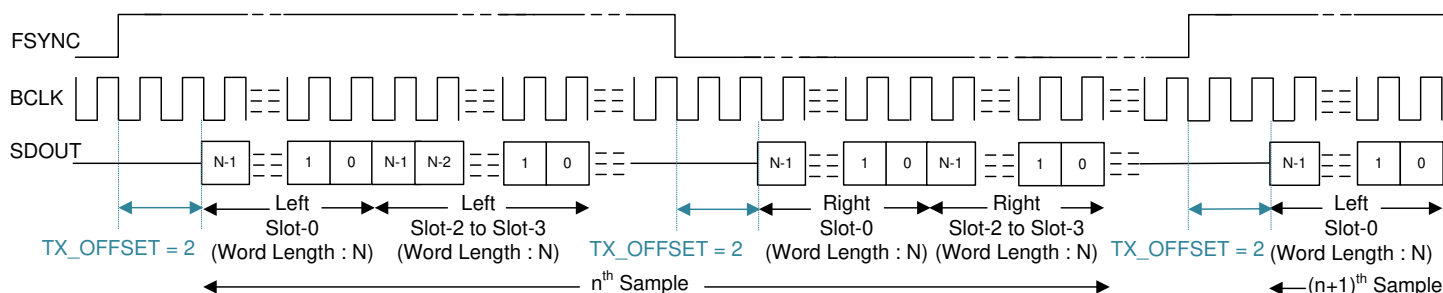 FSYNC
BCLK
SDOUT
N-1 1 0 N-1 N-2 1 0 N-1 1 0 N-1 1 0 N-1 1 0
Left Left Right Right Left
Slot-0 Slot-2 to Slot-3 Slot-0 Slot-2 to Slot-3 Slot-0
TX_OFFSET = 2 (Word Length : N) (Word Length : N) TX_OFFSET = 2 (Word Length : N) (Word Length : N) TX_OFFSET = 2 (Word Length : N)
nth Sample (n+1)th Sample